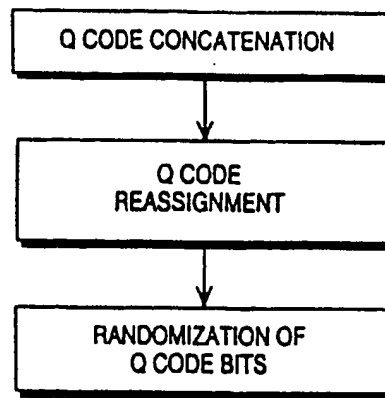 Q CODE CONCATENATION
Q CODE
REASSIGNMENT
RANDOMIZATION OF
Q CODE BITS